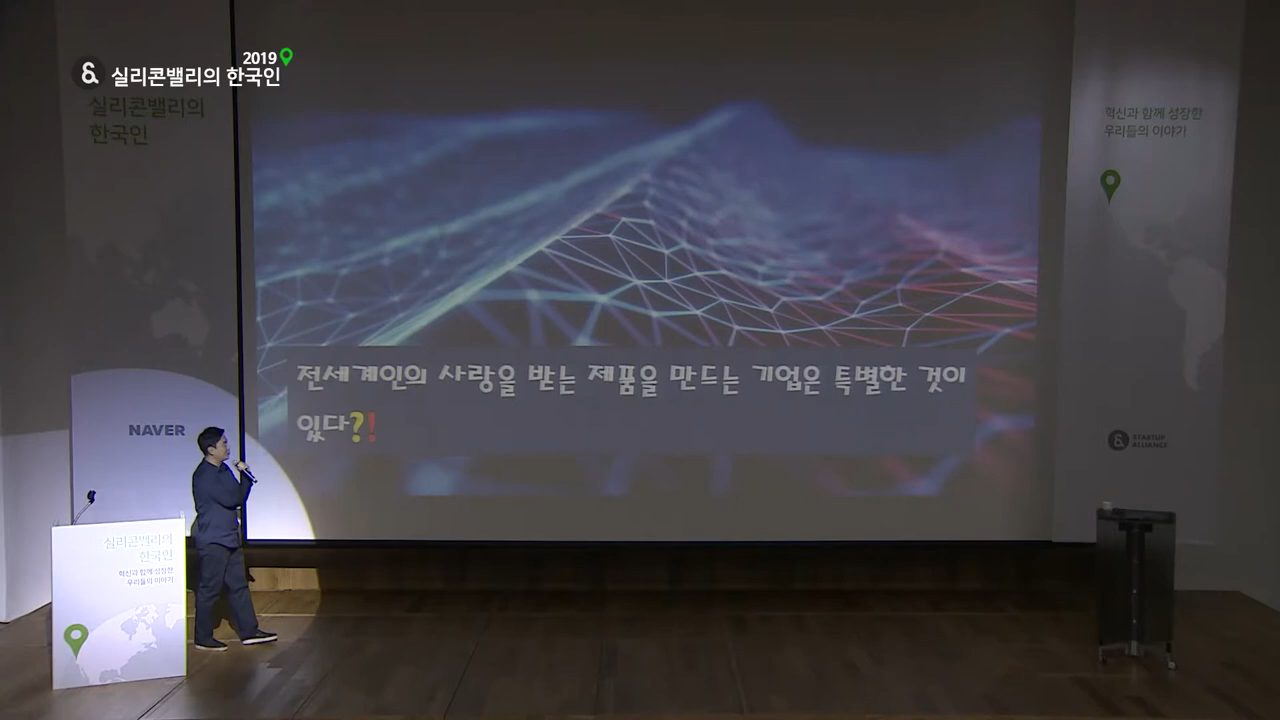 2019
& 실리콘밸리의 한국인
실리콘밸리의
한국인
혁신과 함께 성장한
우리들의 이야기
전세계인의 사랑을 받는 제품을 만드는 기업은 특별한 것이
있다?!
NAVER
& STARTUP
ALLIANCE
실리콘밸리의
한국인
혁신과 함께 성장한
우리들의 이야기